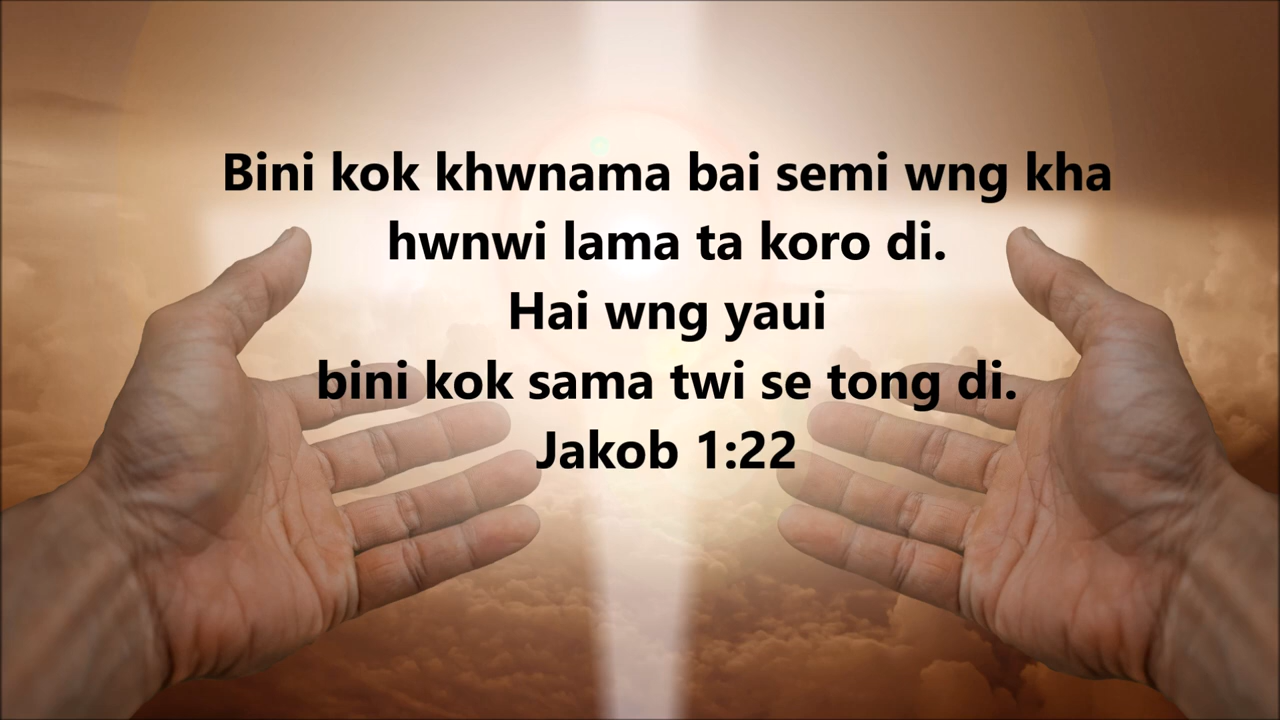 Bini kok khwnama bai semi wng kha
hwnwi lama ta koro di.
Hai wng yaui
bini kok sama twi se tong di.
Jakob 1:22